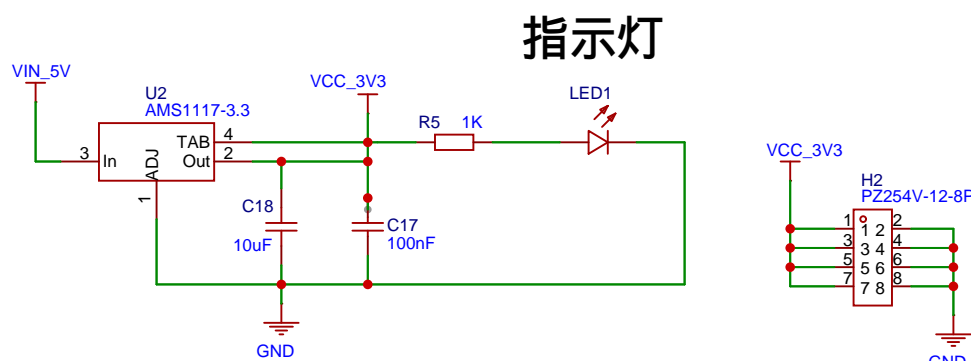 指示灯
VIN_5V
U2
AMS1117-3.3
VCC_3V3
LED1
R5 1K
3 In
ADJ
1
TAB 4
Out 2
C18
10uF
C17
100nF
GND
VCC_3V3
H2
PZ254V-12-8P
1 1 2 2
3 3 4 4
5 5 6 6
7 7 8 8
GND